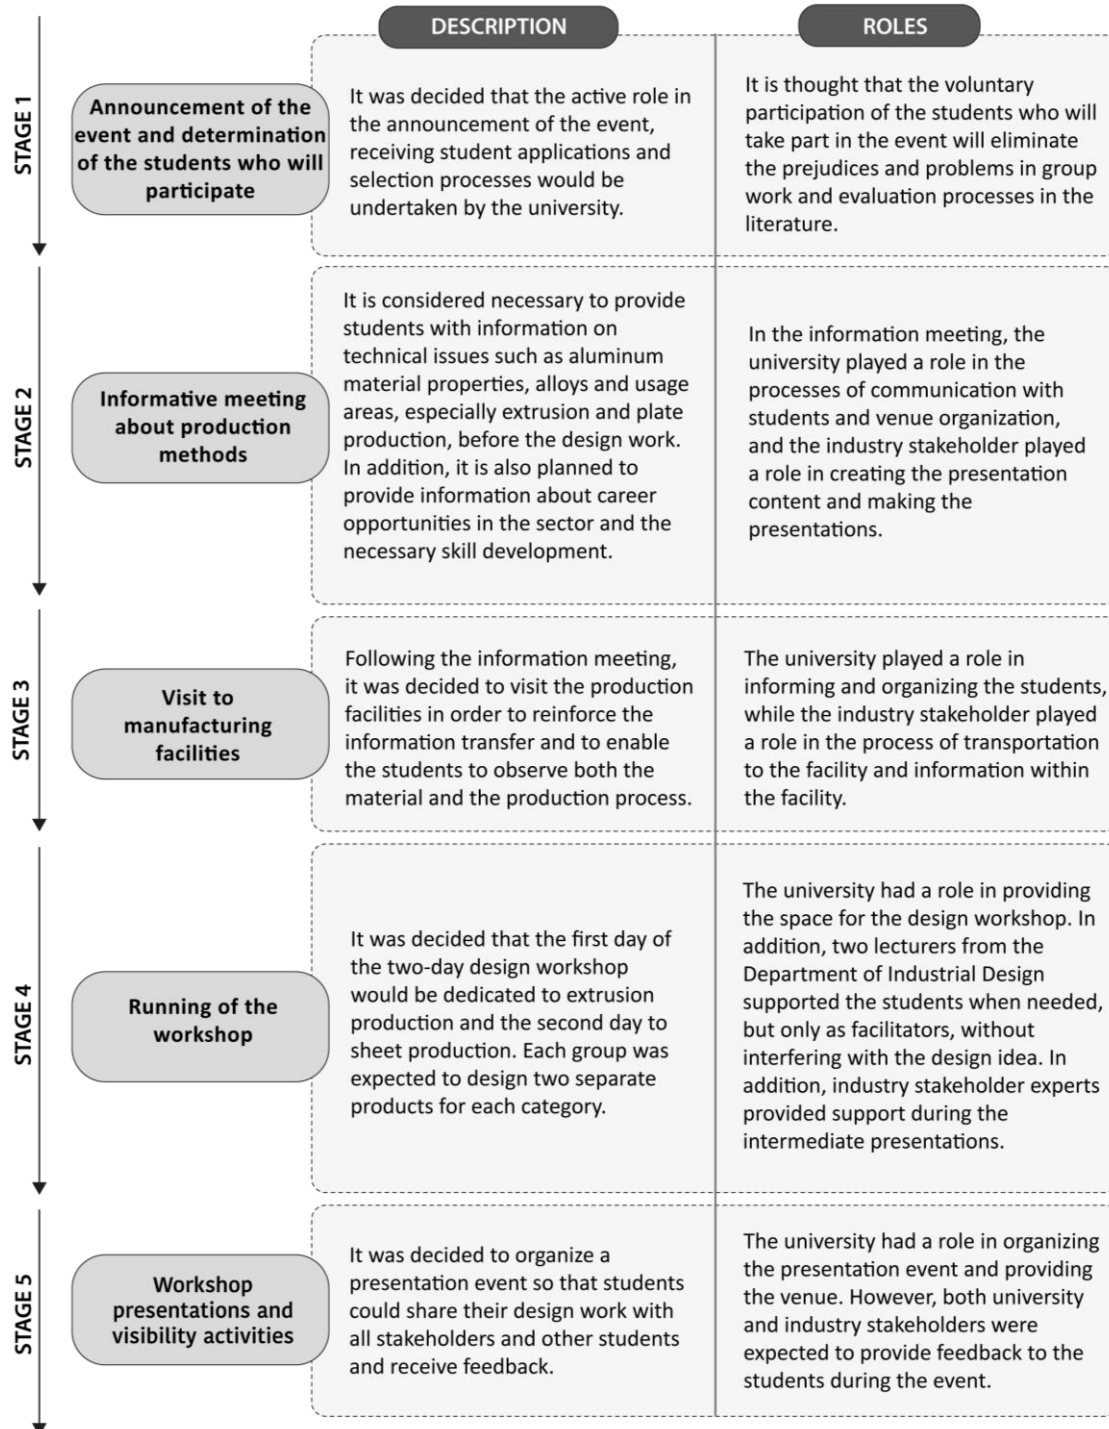 DESCRIPTION
ROLES
STAGE 1
Announcement of the
event and determination
of the students who will
participate
It was decided that the active role in
the announcement of the event,
receiving student applications and
selection processes would be
undertaken by the university.
It is thought that the voluntary
participation of the students who will
take part in the event will eliminate
the prejudices and problems in group
work and evaluation processes in the
literature.
STAGE 2
Informative meeting
about production
methods
It is considered necessary to provide
students with information on
technical issues such as aluminum
material properties, alloys and usage
areas, especially extrusion and plate
production, before the design work.
In addition, it is also planned to
provide information about career
opportunities in the sector and the
necessary skill development.
In the information meeting, the
university played a role in the
processes of communication with
students and venue organization,
and the industry stakeholder played
a role in creating the presentation
content and making the
presentations.
STAGE 3
Visit to
manufacturing
facilities
Following the information meeting,
it was decided to visit the production
facilities in order to reinforce the
information transfer and to enable
the students to observe both the
material and the production process.
The university played a role in
informing and organizing the students,
while the industry stakeholder played
a role in the process of transportation
to the facility and information within
the facility.
STAGE 4
Running of the
workshop
It was decided that the first day of
the two-day design workshop
would be dedicated to extrusion
production and the second day to
sheet production. Each group was
expected to design two separate
products for each category.
The university had a role in providing
the space for the design workshop. In
addition, two lecturers from the
Department of Industrial Design
supported the students when needed,
but only as facilitators, without
interfering with the design idea. In
addition, industry stakeholder experts
provided support during the
intermediate presentations.
STAGE 5
Workshop
presentations and
visibility activities
It was decided to organize a
presentation event so that students
could share their design work with
all stakeholders and other students
and receive feedback.
The university had a role in organizing
the presentation event and providing
the venue. However, both university
and industry stakeholders were
expected to provide feedback to the
students during the event.